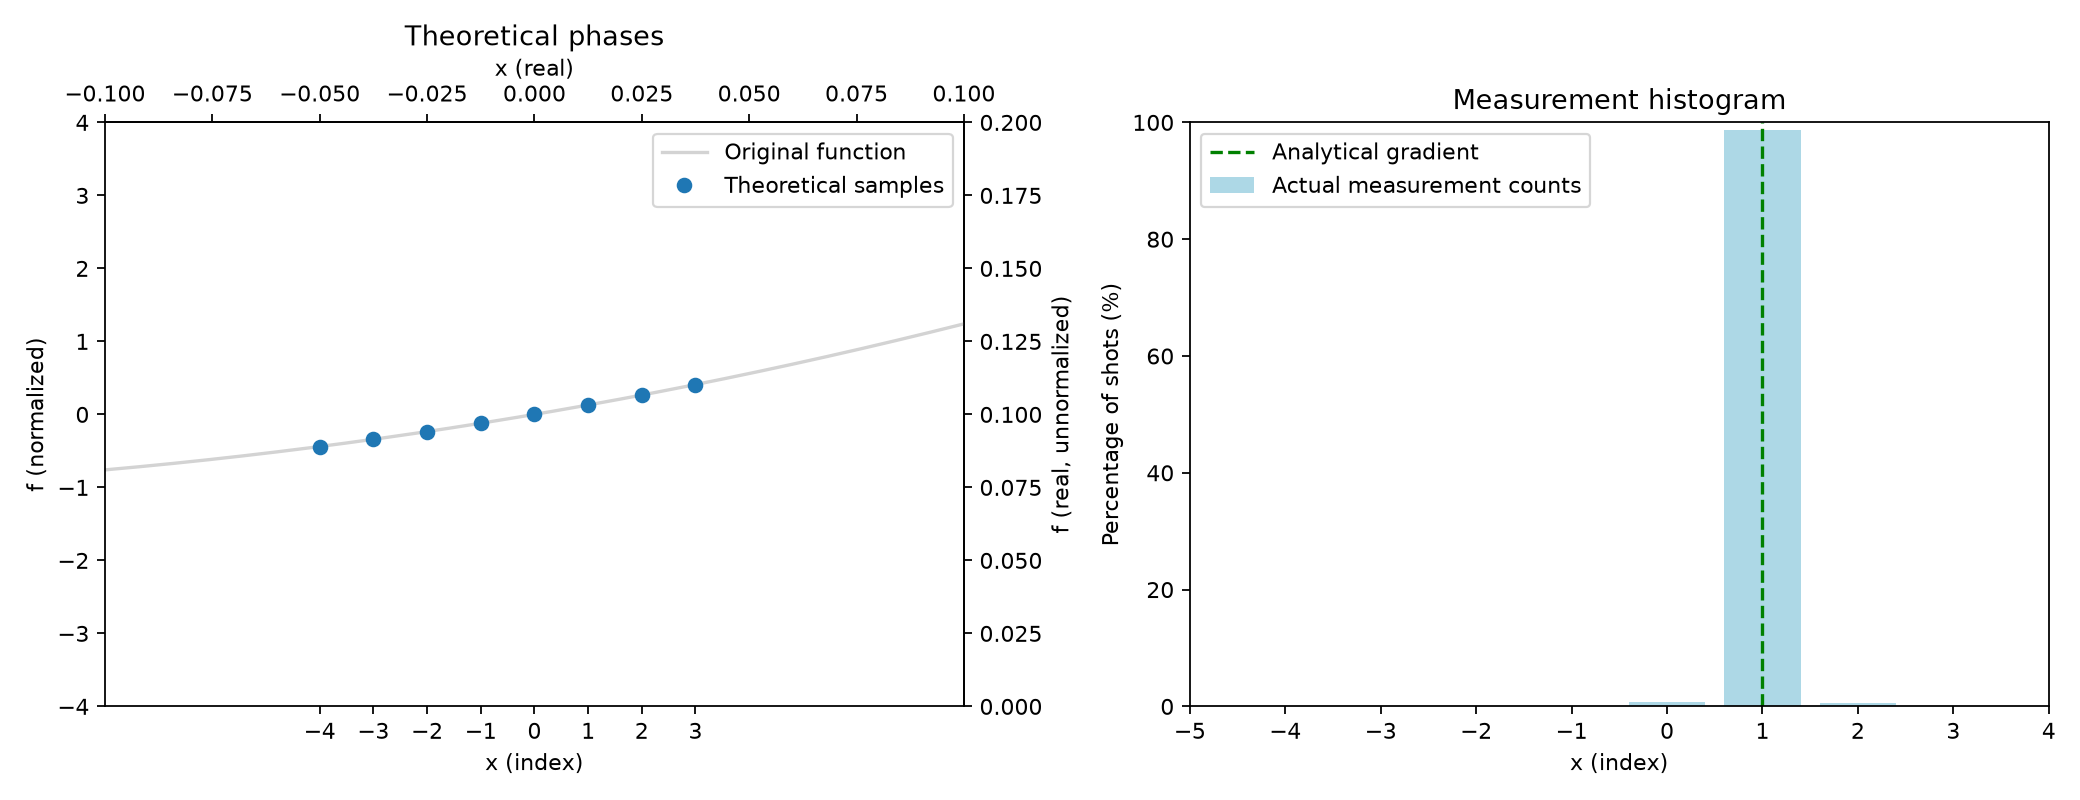 Theoretical phases
x (real)
−0.100 −0.075 −0.050 −0.025 0.000 0.025 0.050 0.075 0.100
4
3
2
1
0
−1
−2
−3
−4
f (normalized)
0.200
0.175
0.150
0.125
0.100
0.075
0.050
0.025
0.000
f (real, unnormalized)
Original function
Theoretical samples
−4 −3 −2 −1 0 1 2 3
x (index)
Measurement histogram
100
80
60
40
20
0
Percentage of shots (%)
Analytical gradient
Actual measurement counts
−5 −4 −3 −2 −1 0 1 2 3 4
x (index)